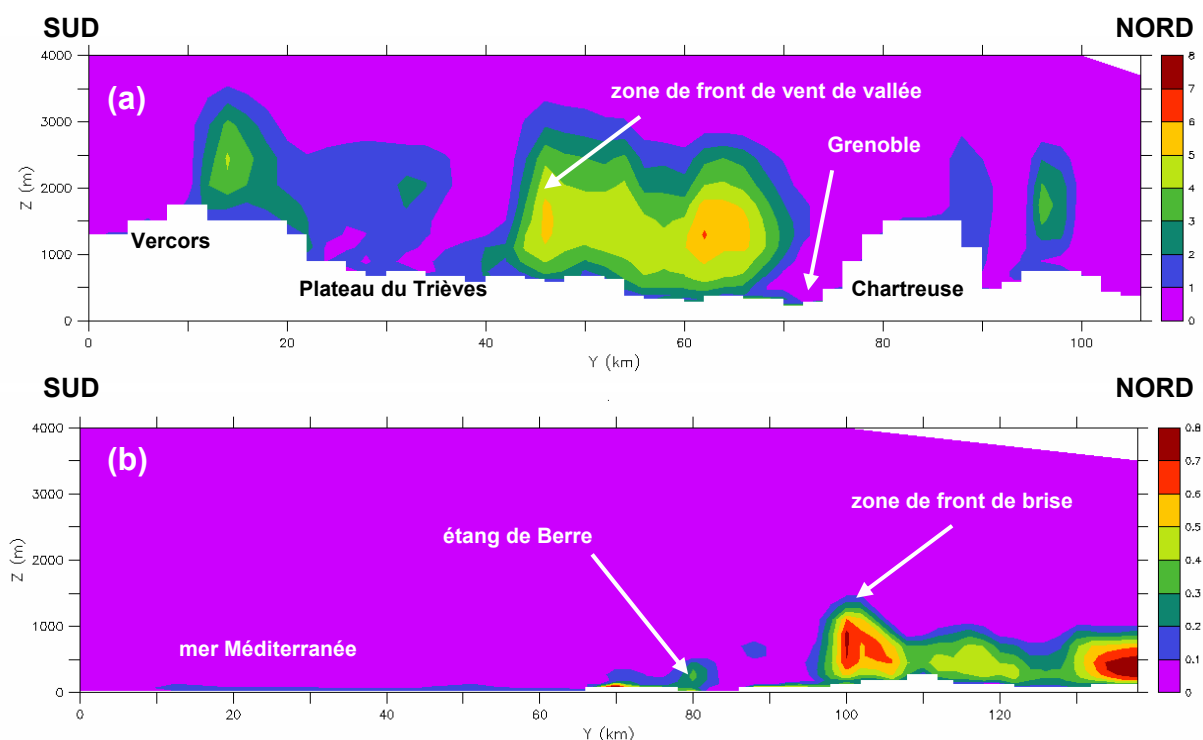 SUD NORD
(a)
zone de front de vent de vallée
Grenoble
Vercors
Plateau du Trièves
Chartreuse
4000
3000
2000
1000
0
Z (m)
0 20 40 60 80 100
Y (km)
8
7
6
5
4
3
2
1
0
SUD NORD
(b)
zone de front de brise
étang de Berre
mer Méditerranée
4000
3000
2000
1000
0
Z (m)
0 20 40 60 80 100 120
Y (km)
0.8
0.7
0.6
0.5
0.4
0.3
0.2
0.1
0